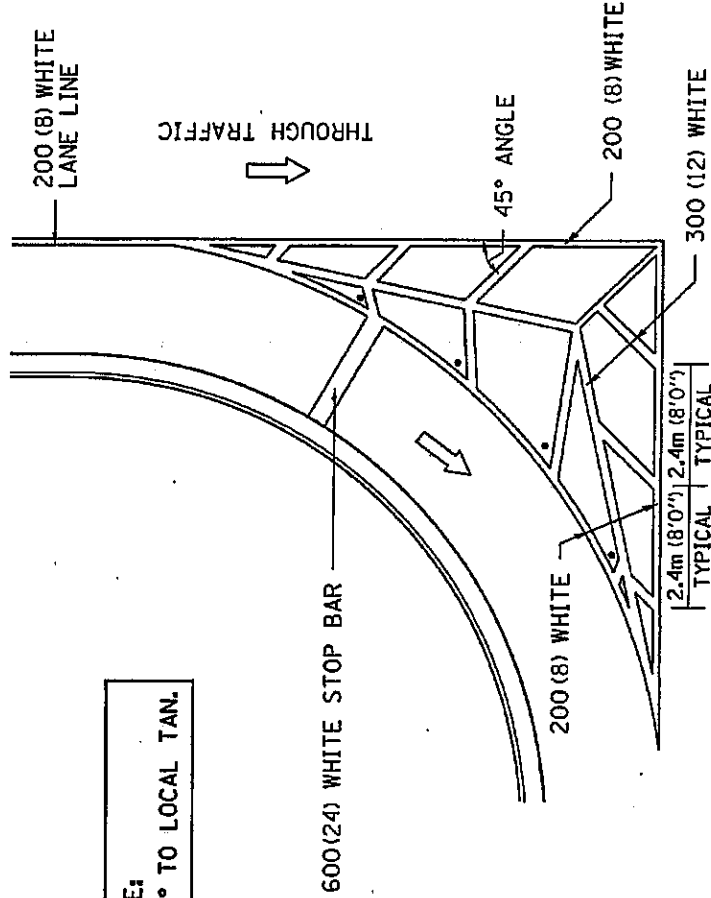 200 (8) WHITE
LANE LINE
THROUGH TRAFFIC
45° ANGLE
200 (8) WHITE
300 (12) WHITE
2.4m (8'0") 2.4m (8'0")
TYPICAL TYPICAL
200 (8) WHITE
600 (24) WHITE STOP BAR
E:
° TO LOCAL TAN.